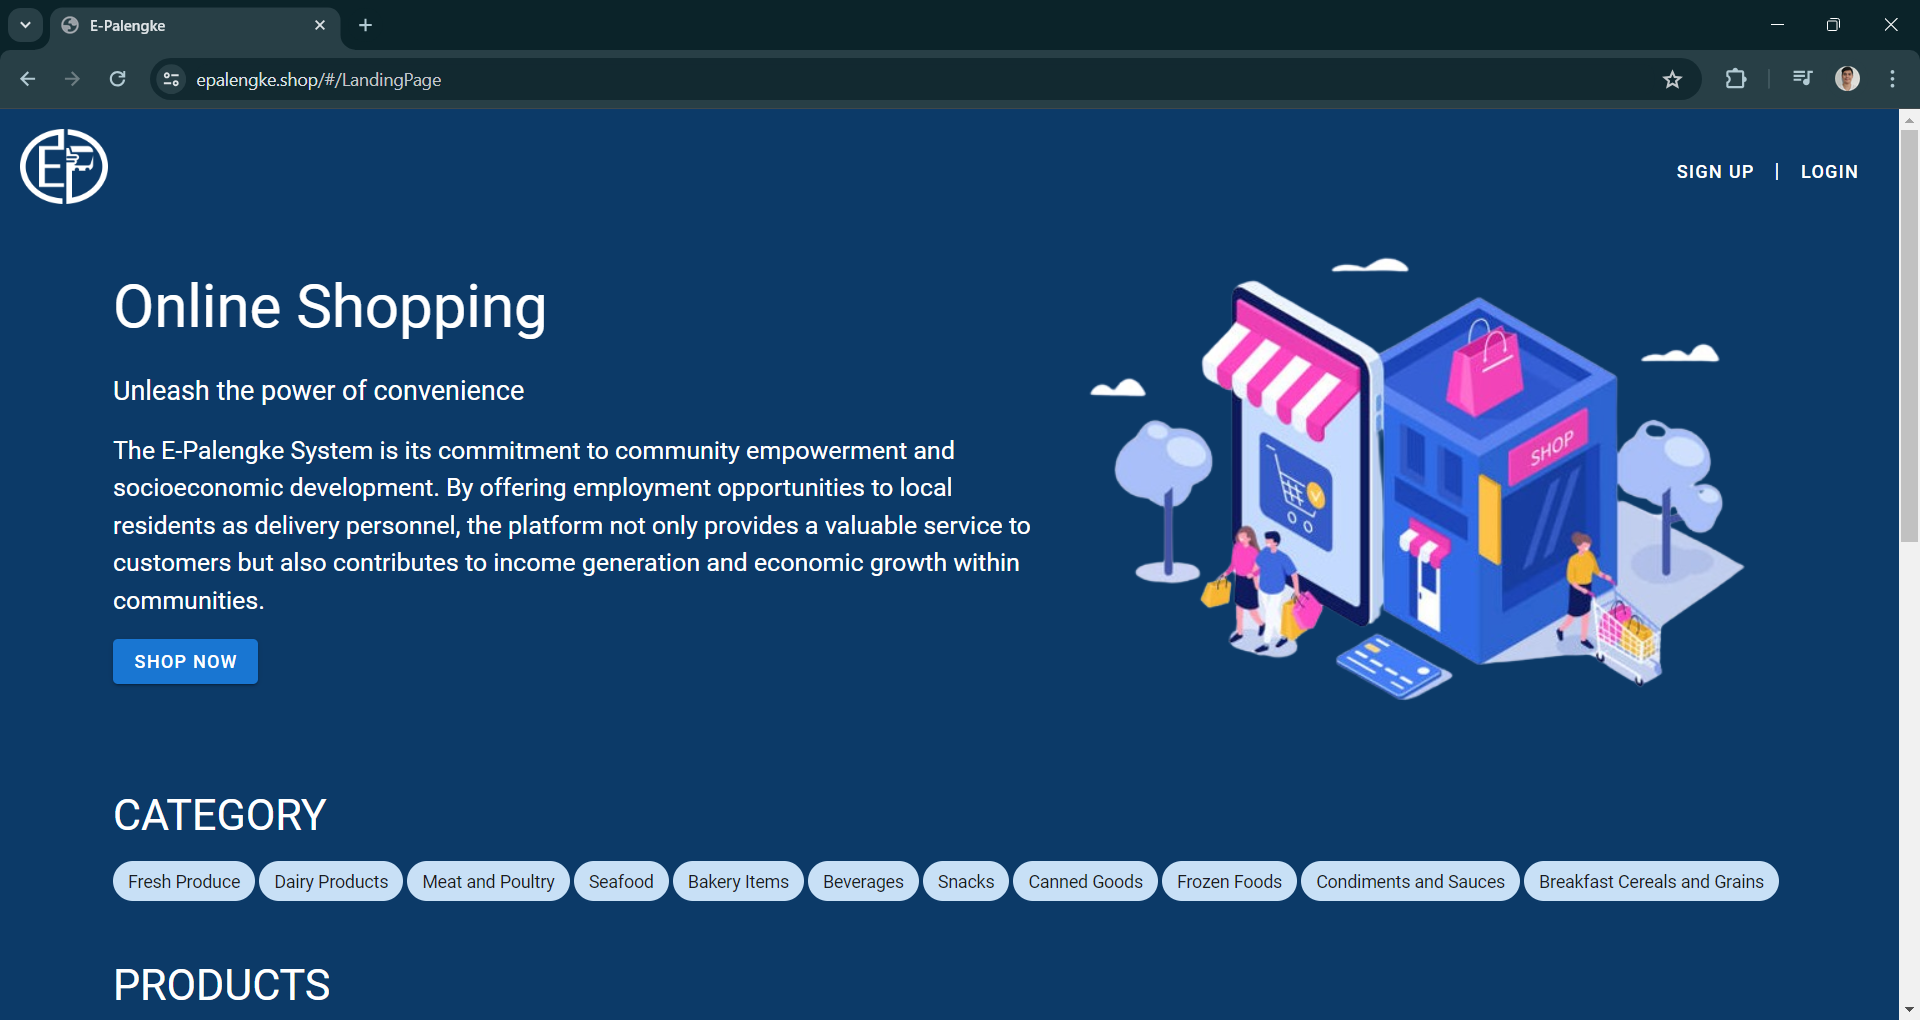 E-Palengke
epalengke.shop/#/LandingPage
EP
SIGN UP | LOGIN
Online Shopping
Unleash the power of convenience
The E-Palengke System is its commitment to community empowerment and
socioeconomic development. By offering employment opportunities to local
residents as delivery personnel, the platform not only provides a valuable service to
customers but also contributes to income generation and economic growth within
communities.
SHOP NOW
SHOP
CATEGORY
Fresh Produce Dairy Products Meat and Poultry Seafood Bakery Items Beverages Snacks Canned Goods Frozen Foods Condiments and Sauces Breakfast Cereals and Grains
PRODUCTS